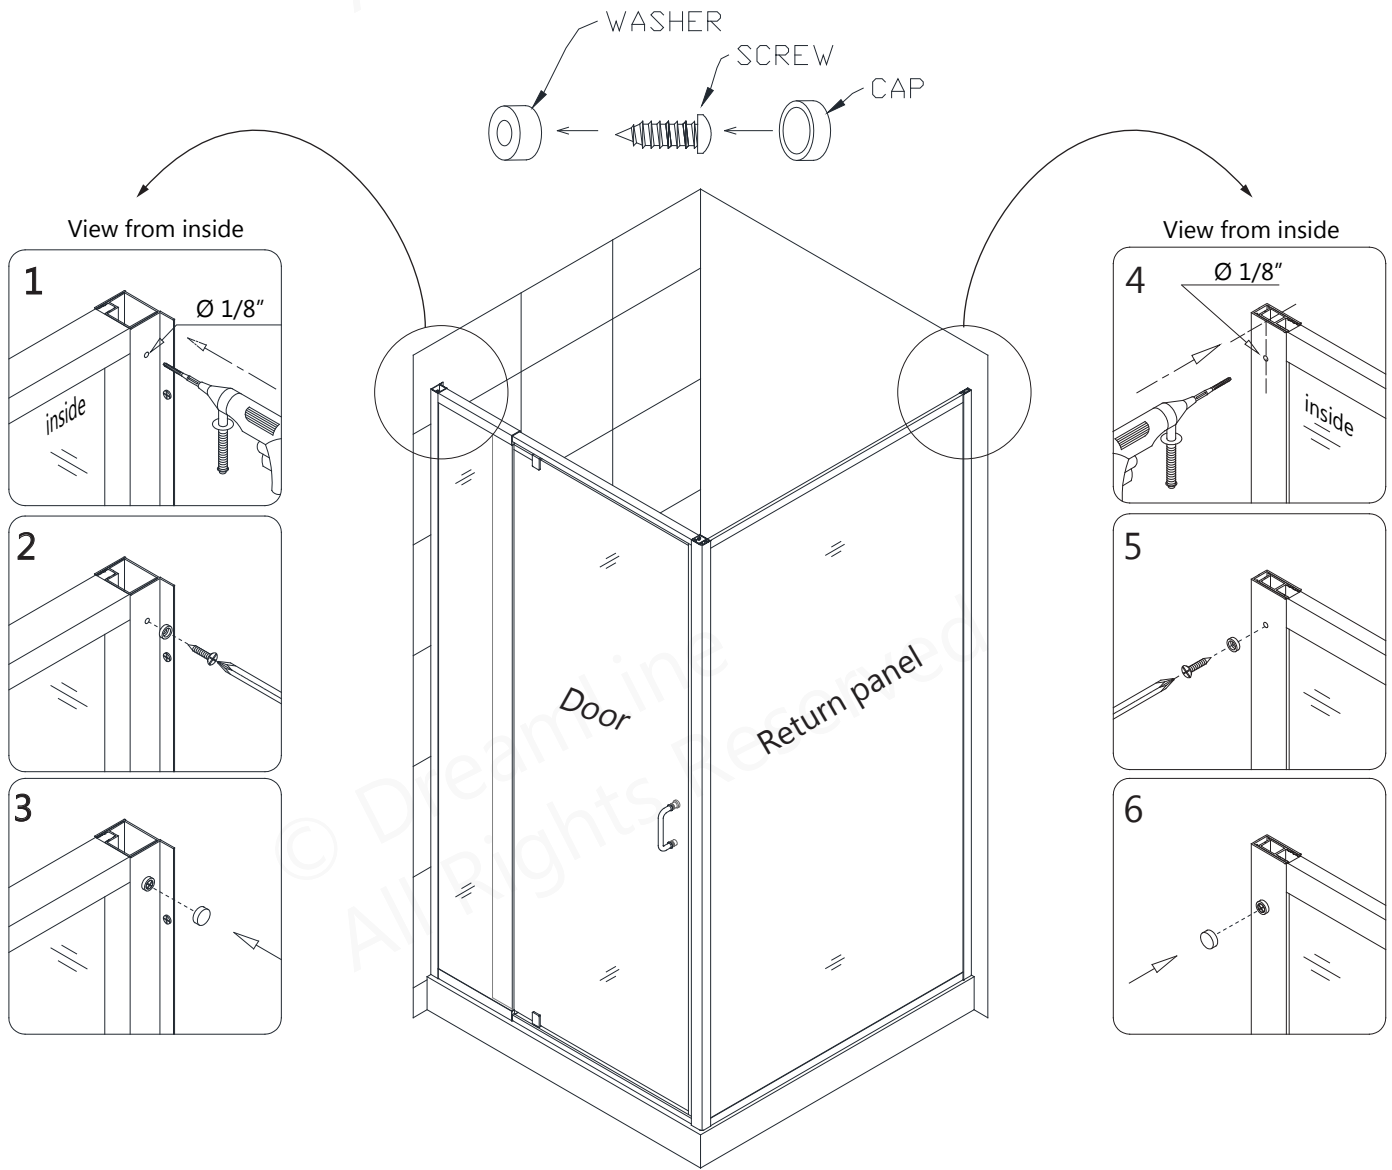 WASHER
SCREW
CAP
View from inside
1
Ø 1/8"
inside
2
3
View from inside
4
Ø 1/8"
inside
5
6
Door
Return panel
© DreamLine
All Rights Reserved